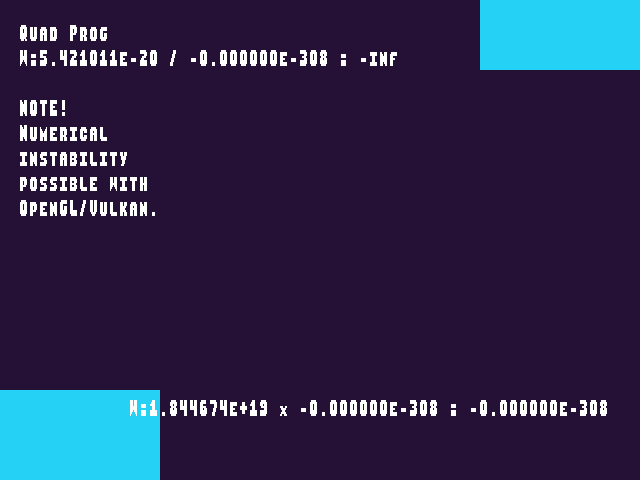 Quad Prog
W:5.421011e-20 / -0.000000e-308 : -inf
NOTE!
Numerical
instability
possible with
OpenGL/Vulkan.
W:1.844674e+19 x -0.000000e-308 : -0.000000e-308